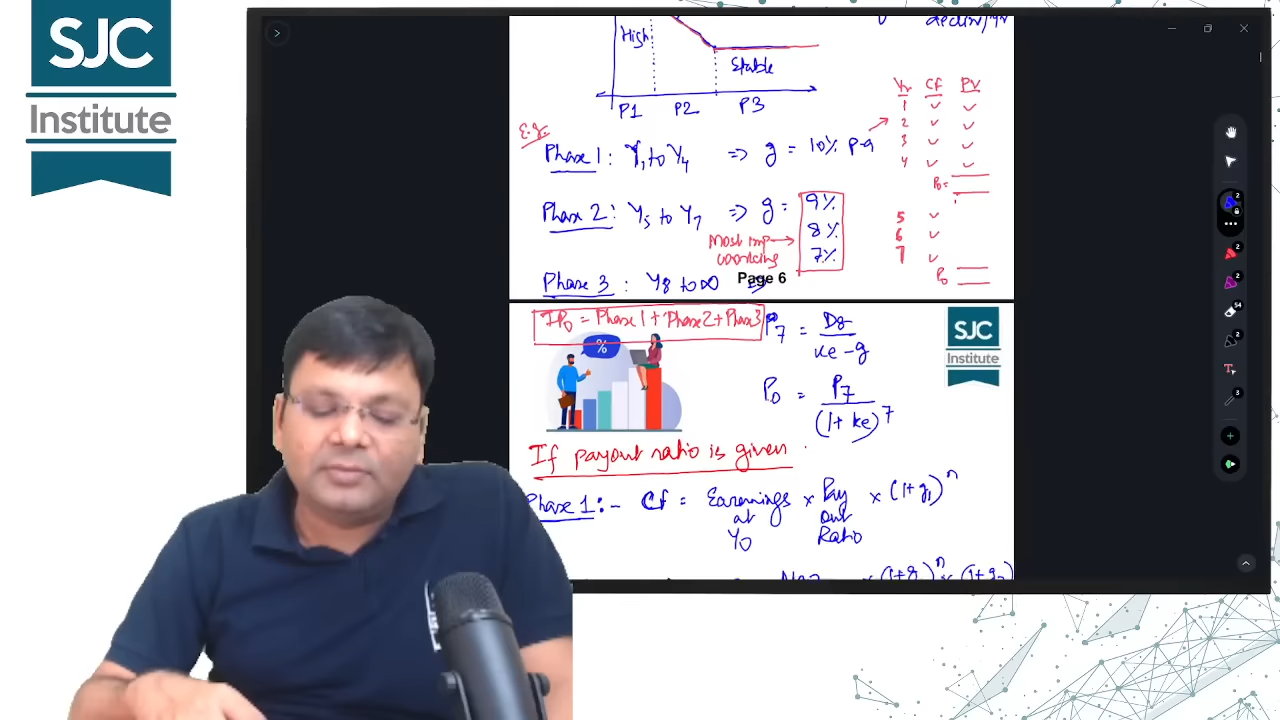 SJC
Institute
High
Stable
P1 P2 P3
Yr CF PV
1
2
3
4
P0 =
5
6
7
P0
E.g.
Phase 1: Y1 to Y4 => g = 10% p.a
Phase 2: Y5 to Y7 => g = 9%
8%
7%
Most imp
Phase 3 : Y8 to ∞ =>
Page 6
IP0 = Phase 1 + Phase 2 + Phase 3
%
P7 = D8 / (ke - g)
P0 = P7 / (1 + ke)^7
SJC
Institute
If payout ratio is given
Phase 1:- Cf = Earnings at Y0 × Pay out Ratio × (1+g1)^n